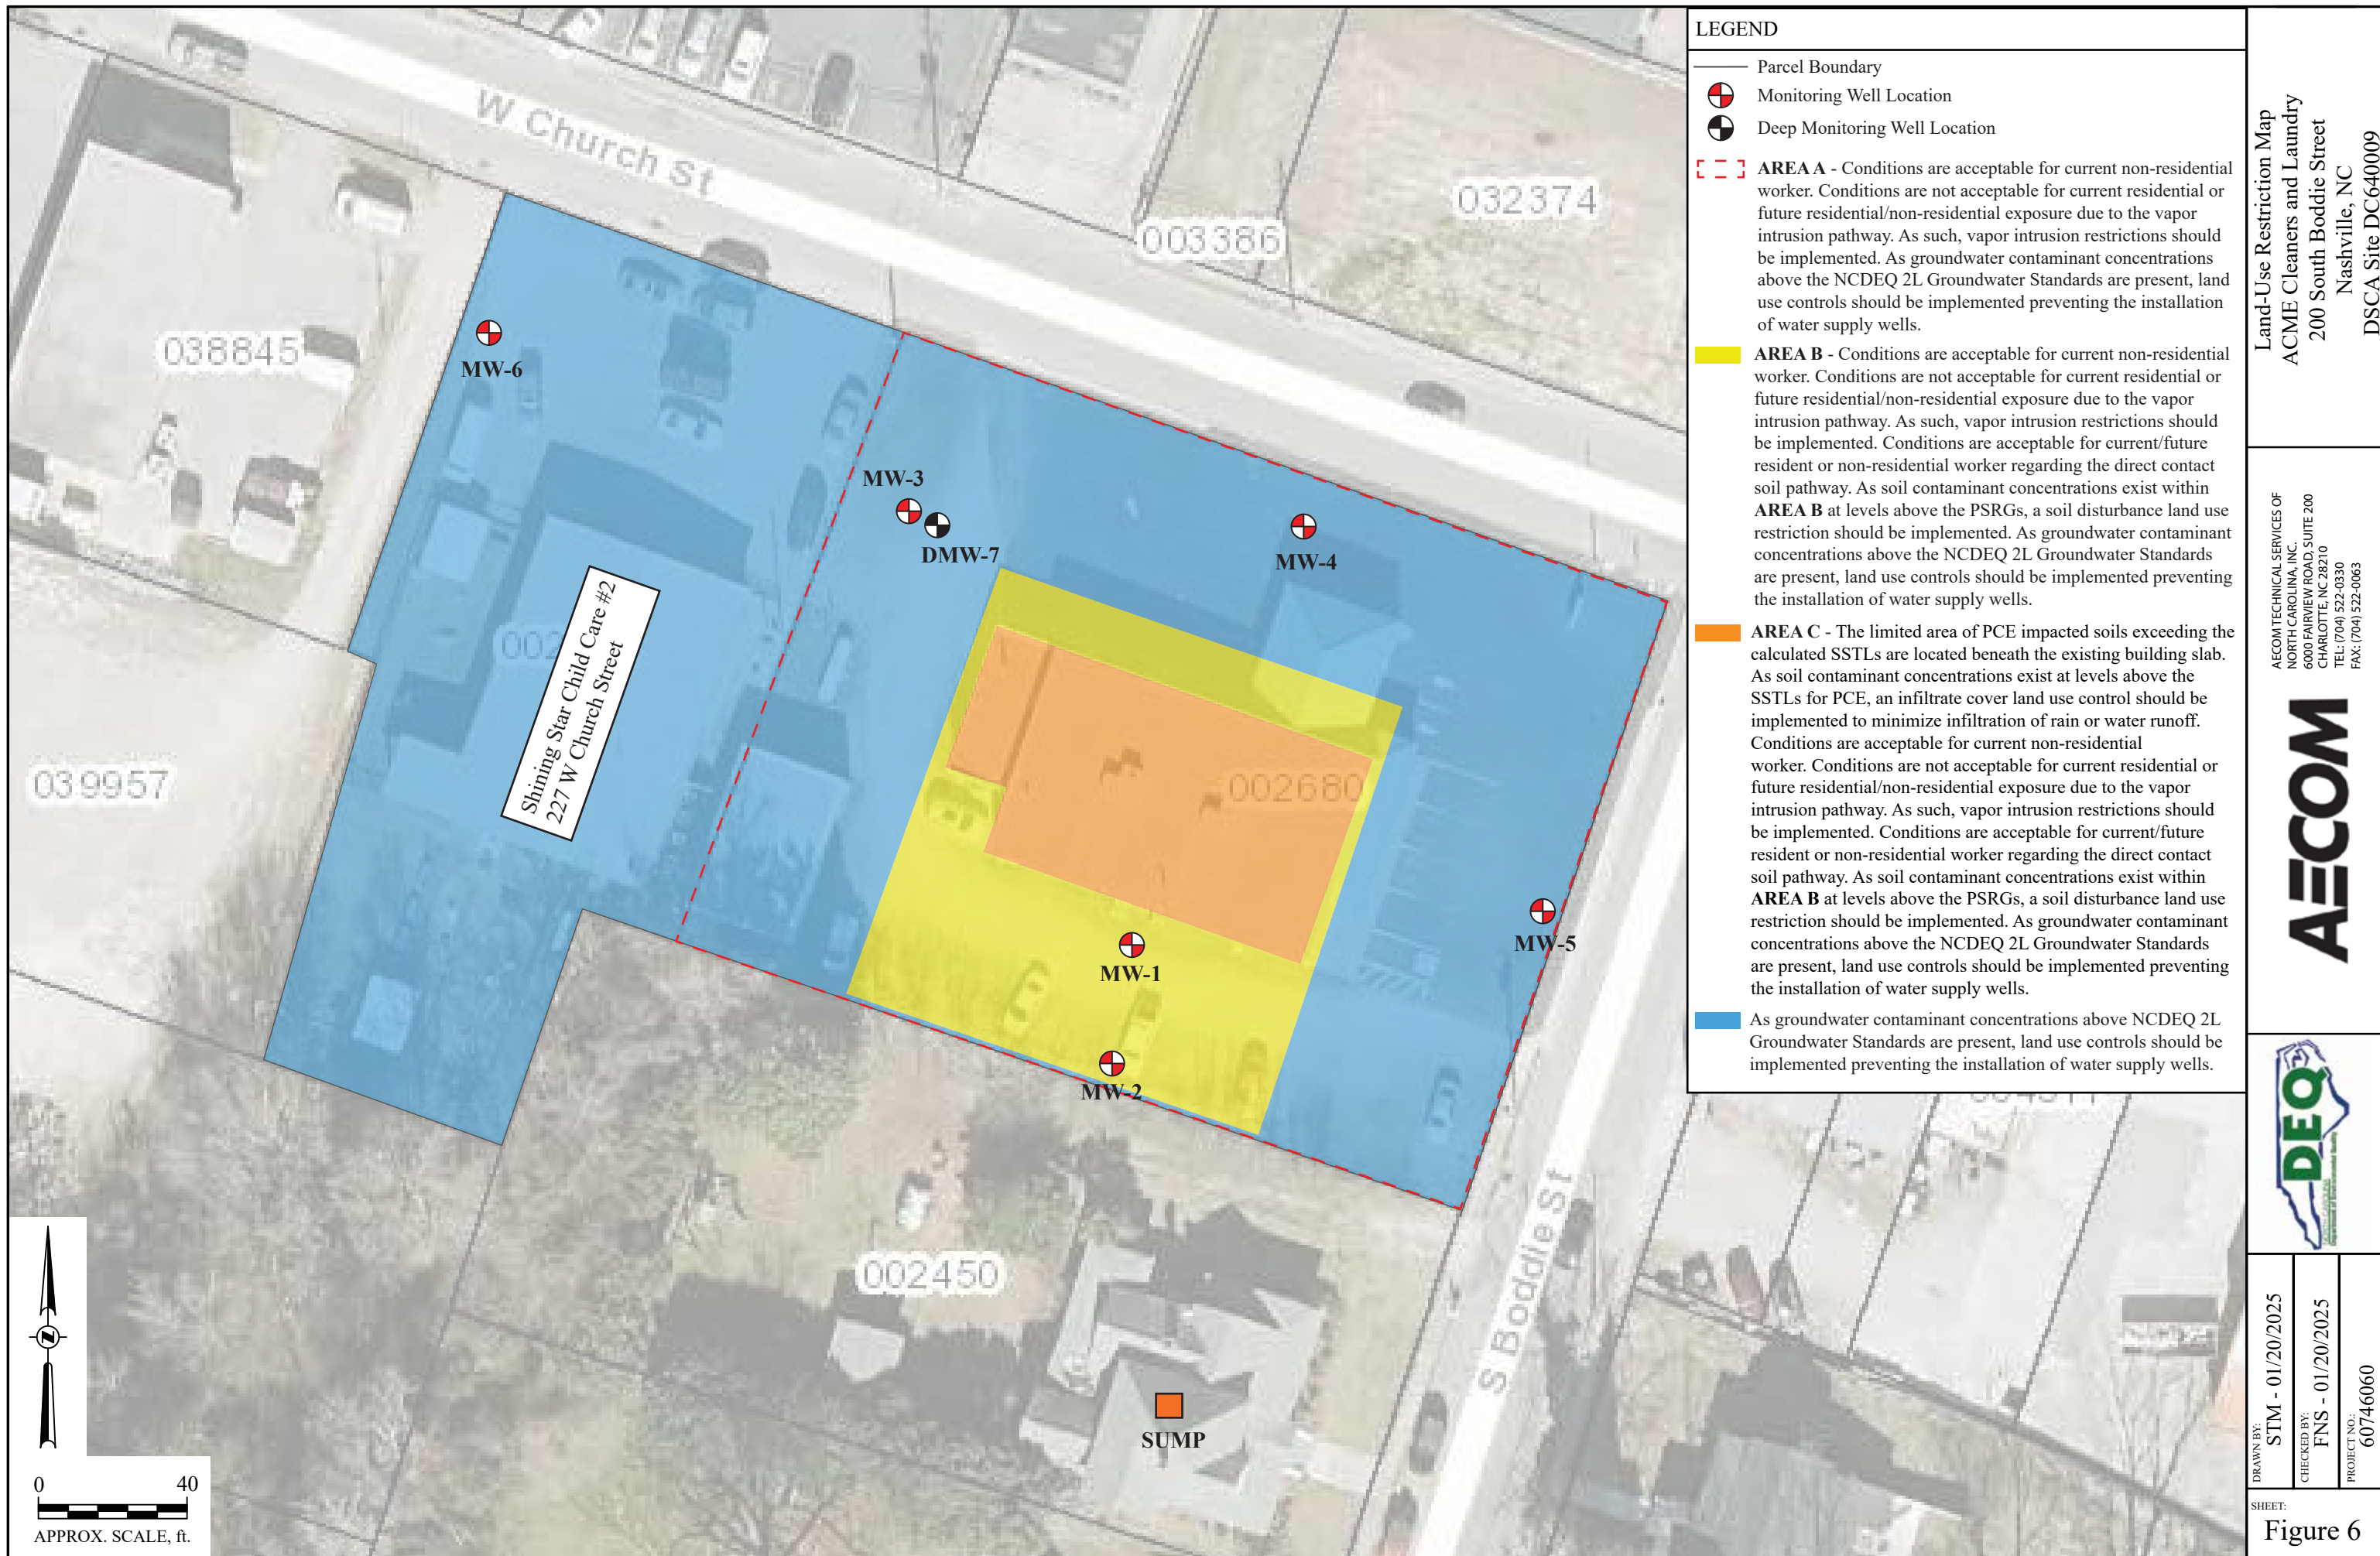 W Church St
032374
003386
038845
MW-6
MW-3
DMW-7
MW-4
002
Shining Star Child Care #2
227 W Church Street
039957
002680
MW-5
MW-1
MW-2
002450
S Boddie St
SUMP
0 40
APPROX. SCALE, ft.
LEGEND
Parcel Boundary
Monitoring Well Location
Deep Monitoring Well Location
AREA A - Conditions are acceptable for current non-residential
worker. Conditions are not acceptable for current residential or
future residential/non-residential exposure due to the vapor
intrusion pathway. As such, vapor intrusion restrictions should
be implemented. As groundwater contaminant concentrations
above the NCDEQ 2L Groundwater Standards are present, land
use controls should be implemented preventing the installation
of water supply wells.
AREA B - Conditions are acceptable for current non-residential
worker. Conditions are not acceptable for current residential or
future residential/non-residential exposure due to the vapor
intrusion pathway. As such, vapor intrusion restrictions should
be implemented. Conditions are acceptable for current/future
resident or non-residential worker regarding the direct contact
soil pathway. As soil contaminant concentrations exist within
AREA B at levels above the PSRGs, a soil disturbance land use
restriction should be implemented. As groundwater contaminant
concentrations above the NCDEQ 2L Groundwater Standards
are present, land use controls should be implemented preventing
the installation of water supply wells.
AREA C - The limited area of PCE impacted soils exceeding the
calculated SSTLs are located beneath the existing building slab.
As soil contaminant concentrations exist at levels above the
SSTLs for PCE, an infiltrate cover land use control should be
implemented to minimize infiltration of rain or water runoff.
Conditions are acceptable for current non-residential
worker. Conditions are not acceptable for current residential or
future residential/non-residential exposure due to the vapor
intrusion pathway. As such, vapor intrusion restrictions should
be implemented. Conditions are acceptable for current/future
resident or non-residential worker regarding the direct contact
soil pathway. As soil contaminant concentrations exist within
AREA B at levels above the PSRGs, a soil disturbance land use
restriction should be implemented. As groundwater contaminant
concentrations above the NCDEQ 2L Groundwater Standards
are present, land use controls should be implemented preventing
the installation of water supply wells.
As groundwater contaminant concentrations above NCDEQ 2L
Groundwater Standards are present, land use controls should be
implemented preventing the installation of water supply wells.
Land-Use Restriction Map
ACME Cleaners and Laundry
200 South Boddie Street
Nashville, NC
DSCA Site DC640009
AECOM TECHNICAL SERVICES OF
NORTH CAROLINA, INC.
6000 FAIRVIEW ROAD, SUITE 200
CHARLOTTE, NC 28210
TEL: (704) 522-0330
FAX: (704) 522-0063
AECOM
DEQ
NORTH CAROLINA
Department of Environmental Quality
DRAWN BY:
STM - 01/20/2025
CHECKED BY:
FNS - 01/20/2025
PROJECT NO.:
60746060
SHEET:
Figure 6